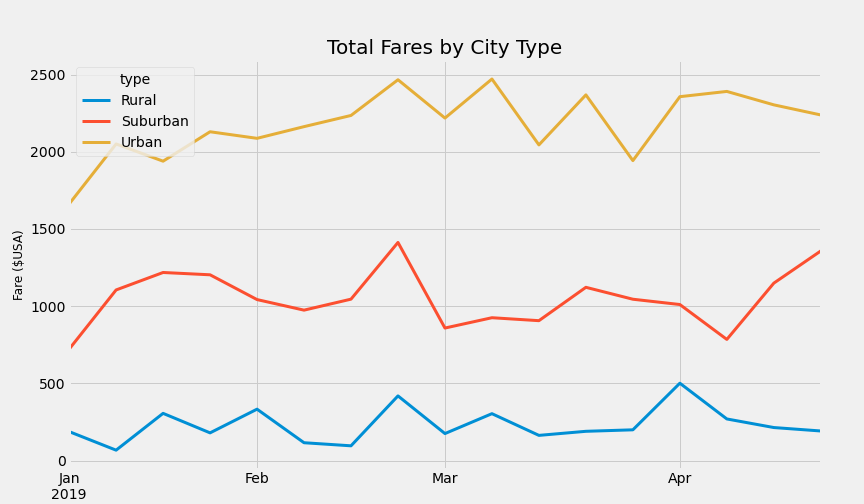 Total Fares by City Type
type
Rural
Suburban
Urban
Fare ($USA)
2500
2000
1500
1000
500
0
Jan
2019
Feb
Mar
Apr